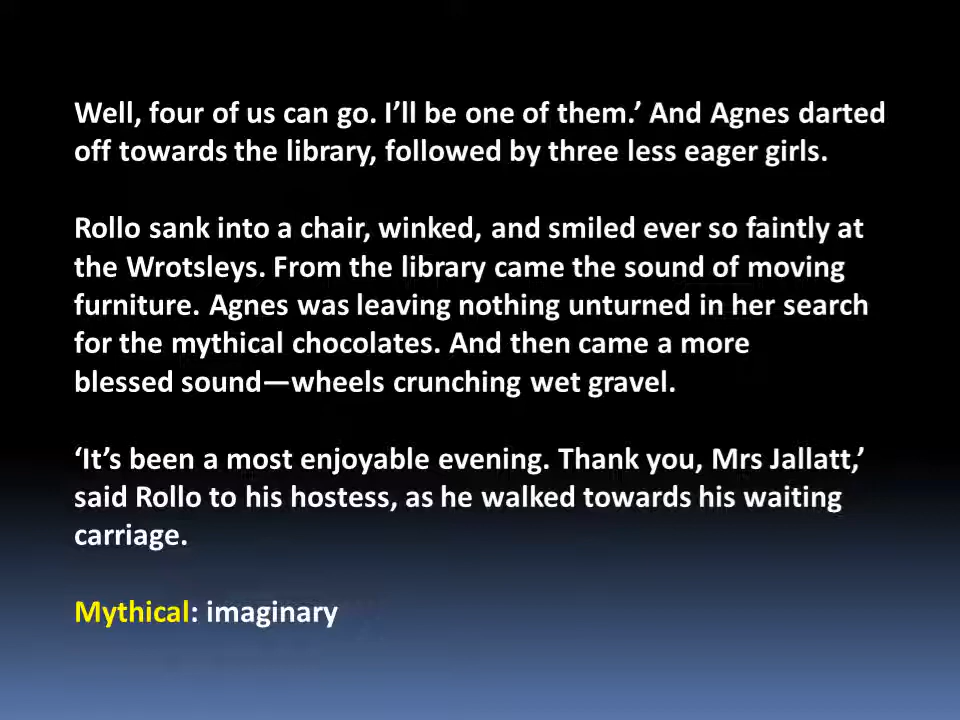 Well, four of us can go. I’ll be one of them.’ And Agnes darted
off towards the library, followed by three less eager girls.
Rollo sank into a chair, winked, and smiled ever so faintly at
the Wrotsleys. From the library came the sound of moving
furniture. Agnes was leaving nothing unturned in her search
for the mythical chocolates. And then came a more
blessed sound—wheels crunching wet gravel.
‘It’s been a most enjoyable evening. Thank you, Mrs Jallatt,’
said Rollo to his hostess, as he walked towards his waiting
carriage.
Mythical: imaginary